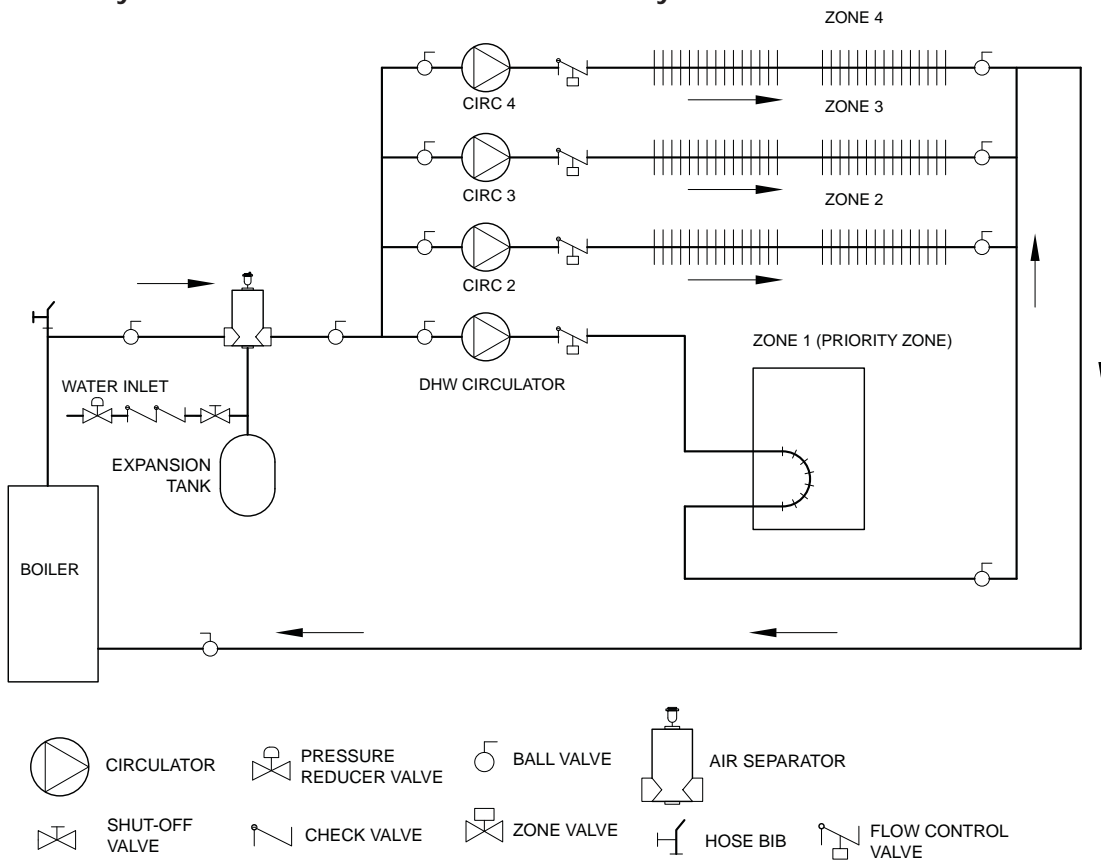 ZONE 4
CIRC 4
ZONE 3
CIRC 3
ZONE 2
CIRC 2
ZONE 1 (PRIORITY ZONE)
DHW CIRCULATOR
WATER INLET
EXPANSION
TANK
BOILER
CIRCULATOR
PRESSURE
REDUCER VALVE
BALL VALVE
AIR SEPARATOR
SHUT-OFF
VALVE
CHECK VALVE
ZONE VALVE
HOSE BIB
FLOW CONTROL
VALVE